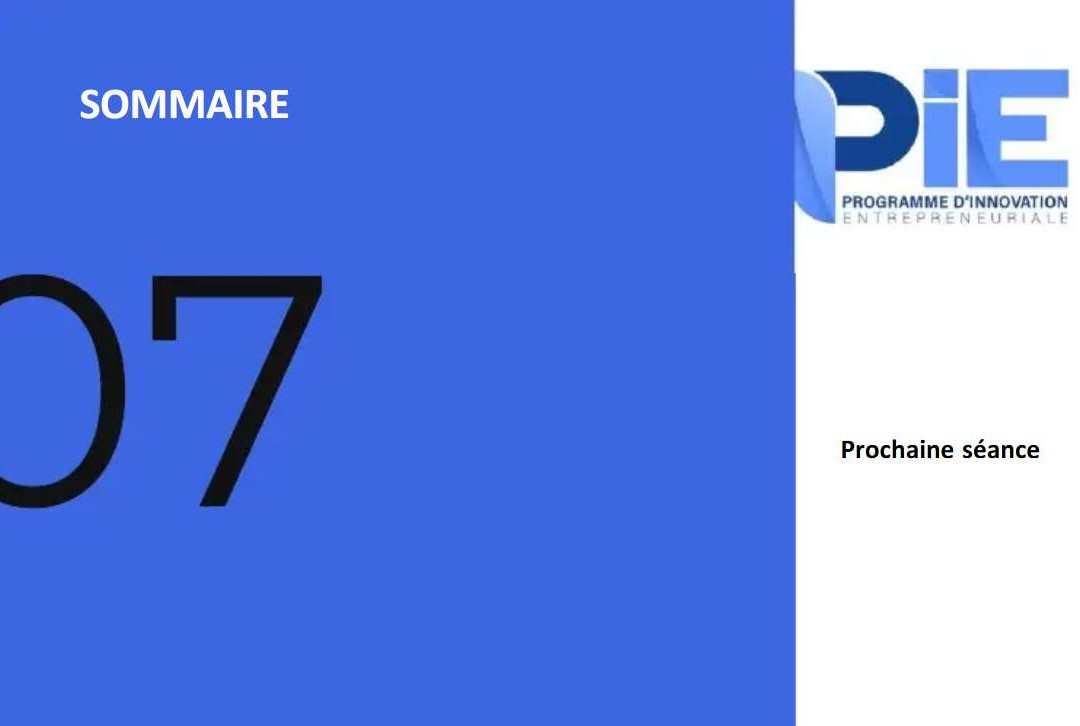 SOMMAIRE
PiE
PROGRAMME D'INNOVATION
ENTREPRENEURIALE
07
Prochaine séance